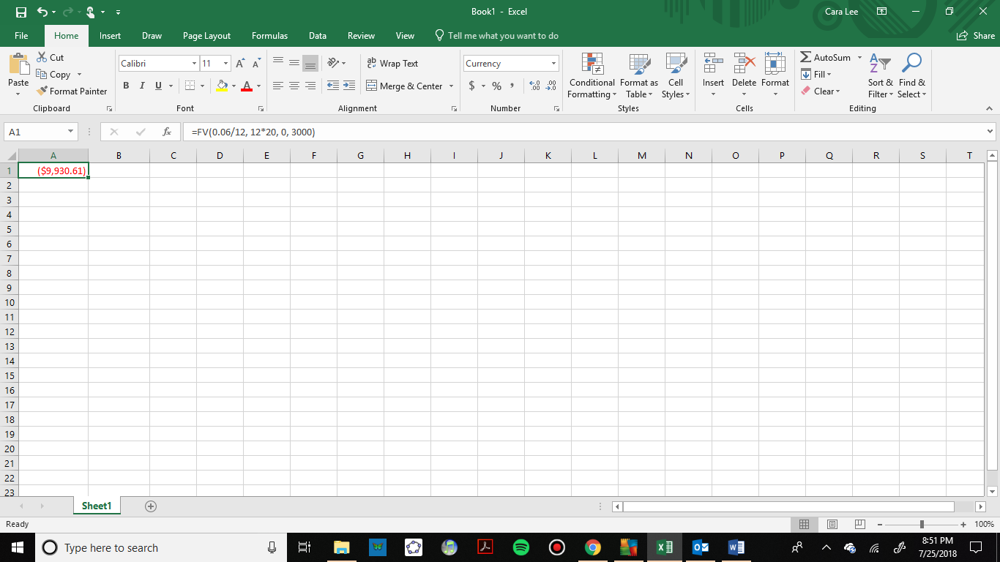 Book1 - Excel
Cara Lee
File Home Insert Draw Page Layout Formulas Data Review View Tell me what you want to do Share
Paste
Cut
Copy
Format Painter
Clipboard
Calibri 11
B I U A
Font
Wrap Text
Merge & Center
Alignment
Currency
$ % ,
Number
Conditional Formatting
Format as Table
Cell Styles
Styles
Insert Delete Format
Cells
AutoSum
Fill
Clear
Sort & Filter
Find & Select
Editing
A1 fx =FV(0.06/12, 12*20, 0, 3000)
A B C D E F G H I J K L M N O P Q R S T
1 ($9,930.61)
2
3
4
5
6
7
8
9
10
11
12
13
14
15
16
17
18
19
20
21
22
23
Sheet1
Ready 100%
Type here to search
8:51 PM
7/25/2018